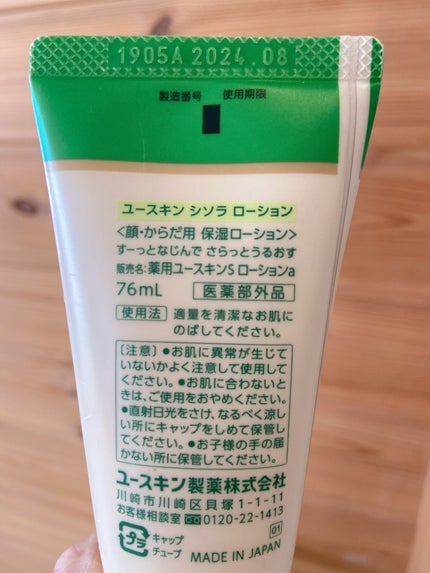 1905A 2024.08
製造番号 使用期限
ユースキン シソラ ローション
<顔・からだ用 保湿ローション>
すーっとなじんで さらっとうるおす
販売名:薬用ユースキンS ローションa
76mL 医薬部外品
使用法 適量を清潔なお肌に
のばしてください。
〔注意〕●お肌に異常が生じて
いないかよく注意して使用して
ください。●お肌に合わないと
きは、ご使用をおやめください。
●直射日光をさけ、なるべく涼し
い所にキャップをしめて保管し
てください。●お子様の手の届
かない所に保管してください。
ユースキン製薬株式会社
川崎市川崎区貝塚1-1-11
お客様相談室 0120-22-1413
プラ キャップ
チューブ
01
MADE IN JAPAN